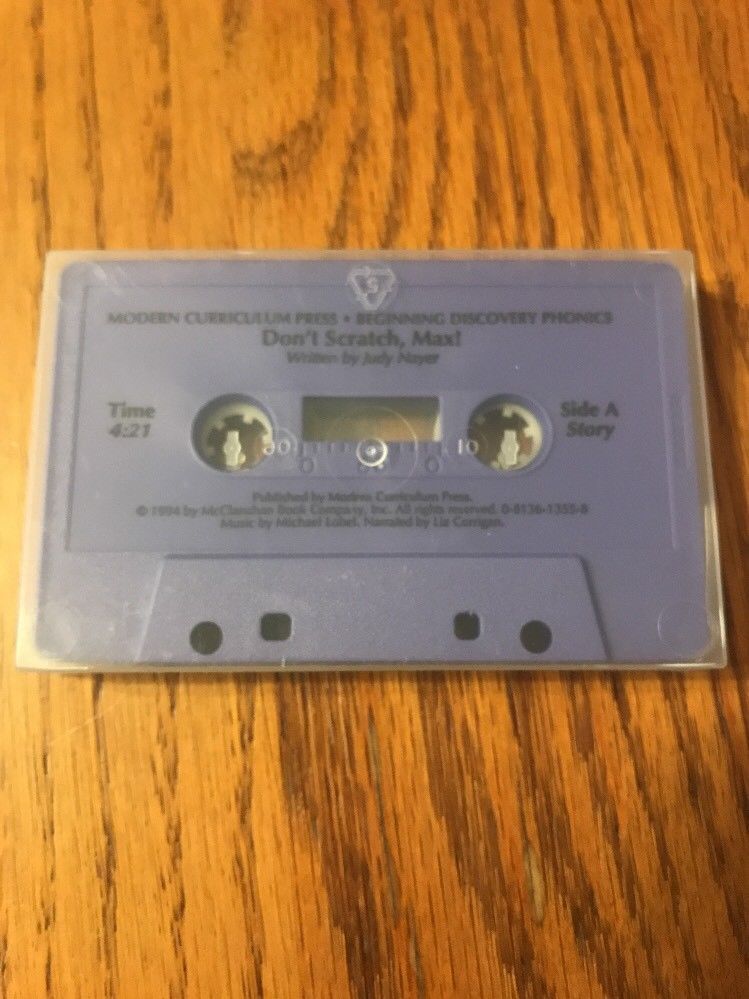 S
MODERN CURRICULUM PRESS • BEGINNING DISCOVERY PHONICS
Don't Scratch, Max!
Written by Judy Nayer
Time
4:21
Side A
Story
10
Published by Modern Curriculum Press.
© 1994 by McClanahan Book Company, Inc. All rights reserved. 0-8136-1355-8
Music by Michael Lobel. Narrated by Liz Corrigan.